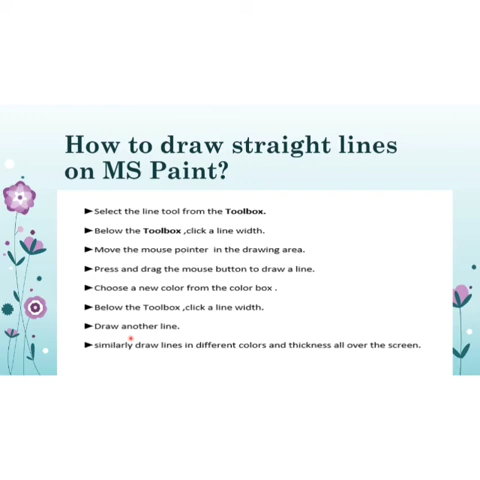 How to draw straight lines
on MS Paint?
►Select the line tool from the Toolbox.
►Below the Toolbox ,click a line width.
►Move the mouse pointer in the drawing area.
►Press and drag the mouse button to draw a line.
►Choose a new color from the color box .
►Below the Toolbox ,click a line width.
►Draw another line.
►similarly draw lines in different colors and thickness all over the screen.